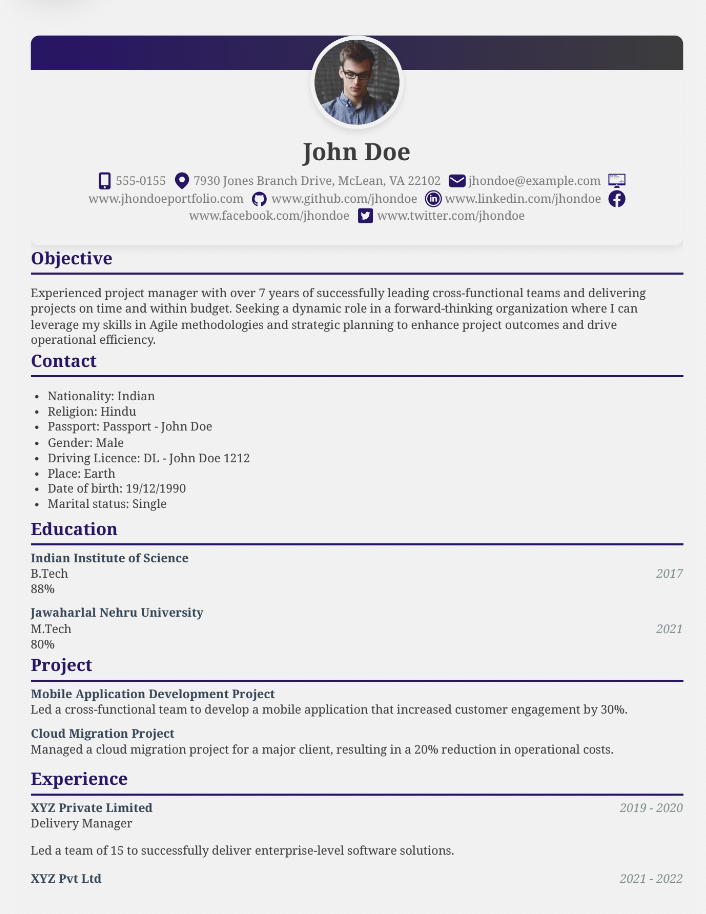 John Doe
555-0155 7930 Jones Branch Drive, McLean, VA 22102 jhondoe@example.com
www.jhondoeportfolio.com www.github.com/jhondoe www.linkedin.com/jhondoe
www.facebook.com/jhondoe www.twitter.com/jhondoe
Objective
Experienced project manager with over 7 years of successfully leading cross-functional teams and delivering
projects on time and within budget. Seeking a dynamic role in a forward-thinking organization where I can
leverage my skills in Agile methodologies and strategic planning to enhance project outcomes and drive
operational efficiency.
Contact
• Nationality: Indian
• Religion: Hindu
• Passport: Passport - John Doe
• Gender: Male
• Driving Licence: DL - John Doe 1212
• Place: Earth
• Date of birth: 19/12/1990
• Marital status: Single
Education
Indian Institute of Science
B.Tech 2017
88%
Jawaharlal Nehru University
M.Tech 2021
80%
Project
Mobile Application Development Project
Led a cross-functional team to develop a mobile application that increased customer engagement by 30%.
Cloud Migration Project
Managed a cloud migration project for a major client, resulting in a 20% reduction in operational costs.
Experience
XYZ Private Limited 2019 - 2020
Delivery Manager
Led a team of 15 to successfully deliver enterprise-level software solutions.
XYZ Pvt Ltd 2021 - 2022